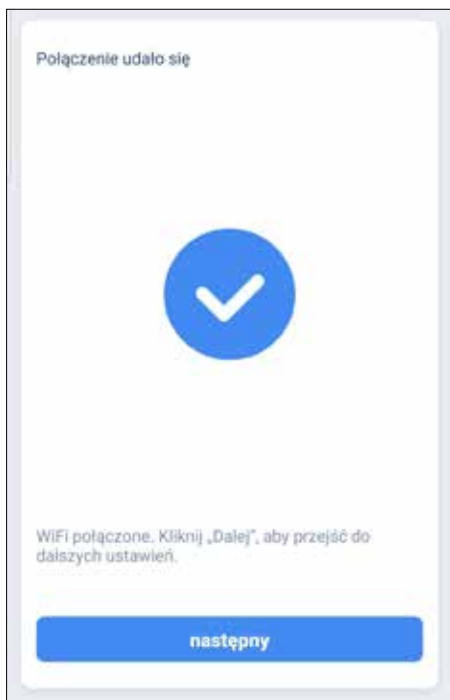 Połączenie udało się
WiFi połączone. Kliknij „Dalej”, aby przejść do
dalszych ustawień.
następny